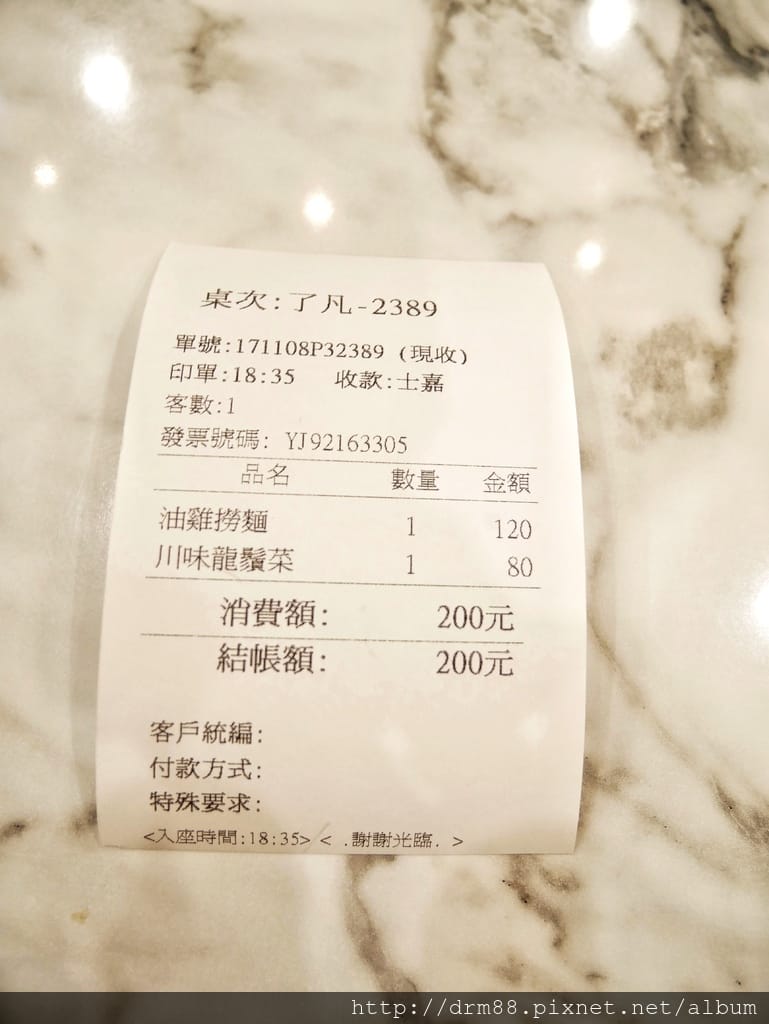 桌次:了凡-2389
單號:171108P32389 (現收)
印單:18:35 收款:士嘉
客數:1
發票號碼: YJ92163305
品名 數量 金額
油雞撈麵 1 120
川味龍鬚菜 1 80
消費額: 200元
結帳額: 200元
客戶統編:
付款方式:
特殊要求:
<入座時間:18:35> < .謝謝光臨. >
http://drm88.pixnet.net/album